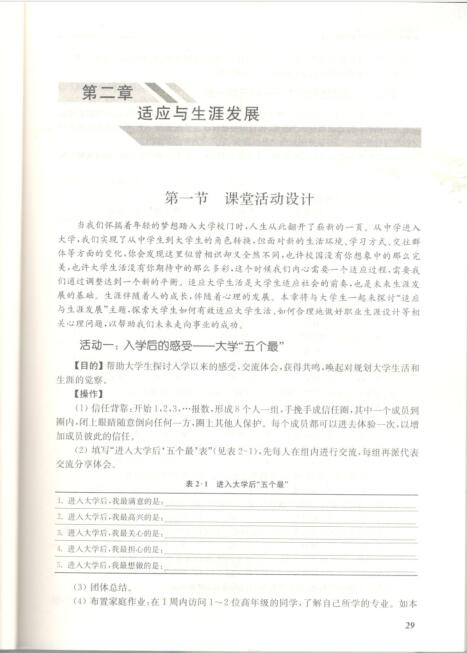 第二章
适应与生涯发展
第一节　课堂活动设计
当我们怀揣着年轻的梦想踏入大学校门时,人生从此翻开了崭新的一页。从中学进入
大学,我们实现了从中学生到大学生的角色转换,但面对新的生活环境、学习方式、交往群
体等方面的变化,你会发现这里似曾相识却又全然不同,也许校园没有你想象中的那么完
美,也许大学生活没有你期待中的那么多彩,这个时候我们内心需要一个适应过程,需要我
们通过调整达到一个新的平衡。适应大学生活是大学生适应社会的前奏,也是未来生涯发
展的基础。生涯伴随着人的成长,伴随着心理的发展。本章将与大学生一起来探讨“适应
与生涯发展”主题,探索大学生如何有效适应大学生活、如何合理地做好职业生涯设计等相
关心理问题,以帮助我们未来走向事业的成功。
活动一:入学后的感受——大学“五个最”
【目的】帮助大学生探讨入学以来的感受,交流体会,获得共鸣,唤起对规划大学生活和
生涯的觉察。
【操作】
(1) 信任背靠:开始1,2,3,…报数,形成8个人一组,手挽手成信任圈,其中一个成员到
圈内,闭上眼睛随意倒向任何一方,圈上其他人保护。每个成员都可以进去体验一次,以增
加成员彼此的信任。
(2) 填写“进入大学后‘五个最’表”(见表2-1),先每人在组内进行交流,每组再派代表
交流分享体会。
表2-1　进入大学后“五个最”
1. 进入大学后,我最满意的是:
2. 进入大学后,我最高兴的是:
3. 进入大学后,我最关心的是:
4. 进入大学后,我最担心的是:
5. 进入大学后,我最想做的是:
(3) 团体总结。
(4) 布置家庭作业:在1周内访问1～2位高年级的同学,了解自己所学的专业。如本
29